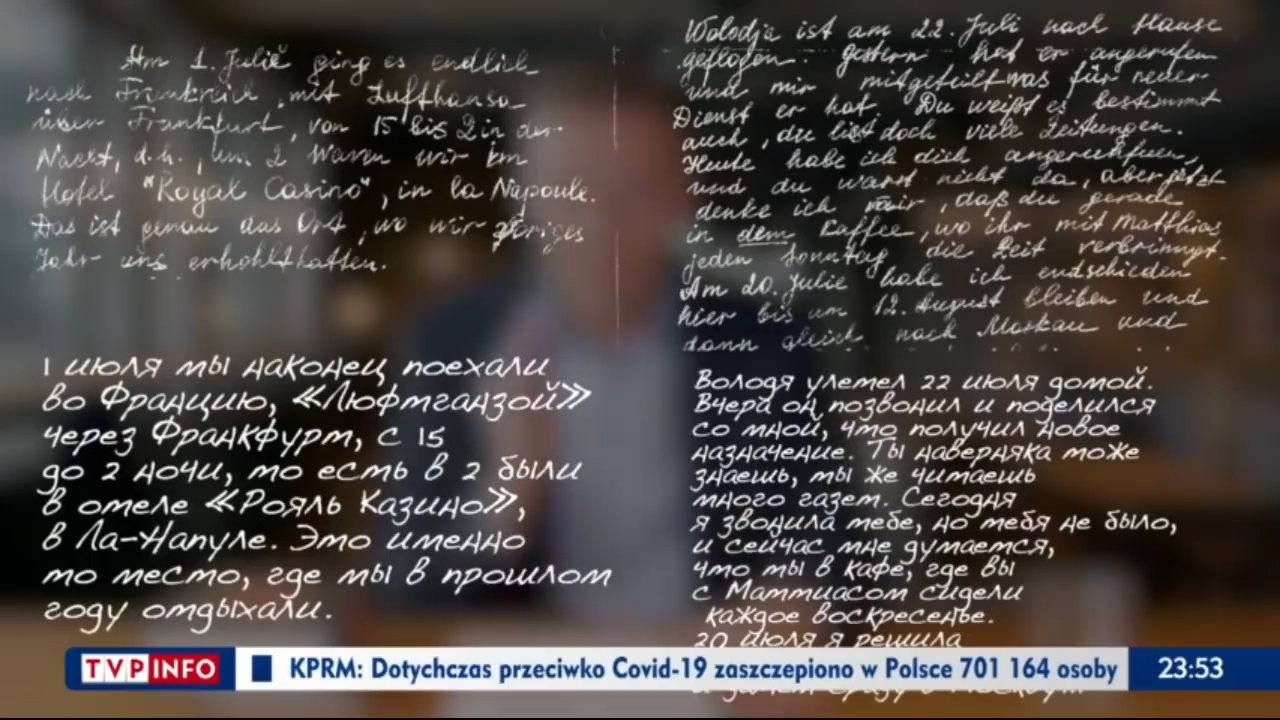 Am 1. Julie ging es endlich
nach Frankreich, mit Lufthansa
über Frankfurt, von 15 bis 2 in der
Nacht, d.h., um 2 waren wir im
Hotel "Royal Casino", in la Napoule.
Das ist genau das Ort, wo wir voriges
Jahr uns erhohlt hatten.
1 июля мы наконец поехали
во Францию, «Люфтганзой»
через Франкфурт, с 15
до 2 ночи, то есть в 2 были
в отеле «Рояль Казино»,
в Ла-Напуле. Это именно
то место, где мы в прошлом
году отдыхали.
Wolodja ist am 22. Juli nach Hause
geflogen. Gestern hat er angerufen
und mir mitgeteilt was für neuer
Dienst er hat. Du weißt es bestimmt
auch, du liest doch viele Zeitungen.
Heute habe ich dich angerufen,
und du warst nicht da, aber jetzt
denke ich mir, daß du gerade
in dem Kaffee, wo ihr mit Matthias
jeden Sonntag die Zeit verbrinngt.
Am 20. Julie habe ich endschieden
hier bis um 12. August bleiben und
dann gleich nach Moskau und
Володя улетел 22 июля домой.
Вчера он позвонил и поделился
со мной, что получил новое
назначение. Ты наверняка тоже
знаешь, ты же читаешь
много газет. Сегодня
я звонила тебе, но тебя не было,
и сейчас мне думается,
что ты в кафе, где вы
с Маттиасом сидели
каждое воскресенье.
20 июля я решила
TVP INFO
KPRM: Dotychczas przeciwko Covid-19 zaszczepiono w Polsce 701 164 osoby
23:53